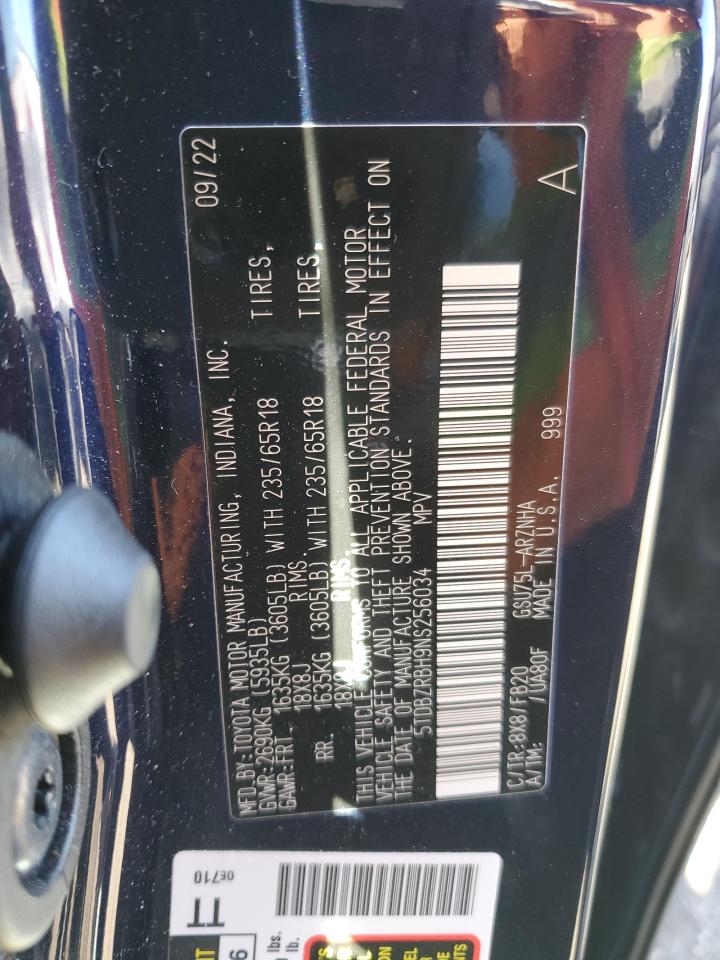 MFD.BY:TOYOTA MOTOR MANUFACTURING, INDIANA, INC. 09/22
GVWR:2690KG (5935LB)
GAWR:FRT. 1635KG (3605LB) WITH 235/65R18 TIRES,
18X8J RIMS.
RR. 1635KG (3605LB) WITH 235/65R18 TIRES,
18X8J RIMS.
THIS VEHICLE CONFORMS TO ALL APPLICABLE FEDERAL MOTOR
VEHICLE SAFETY AND THEFT PREVENTION STANDARDS IN EFFECT ON
THE DATE OF MANUFACTURE SHOWN ABOVE.
5TDBZRBH9NS256034 MPV
C/TR:8X8/FB20 GSU75L-ARZNHA 999
A/TM: /UA80F MADE IN U.S.A. A
0E710